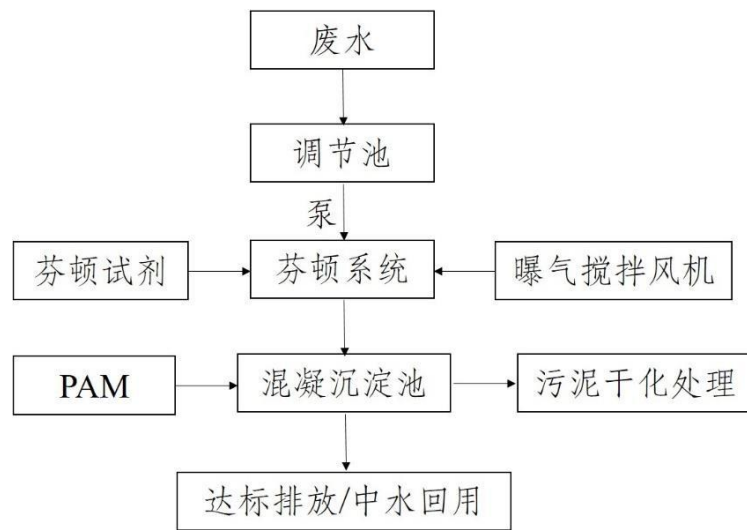 废水
调节池
泵
芬顿试剂
芬顿系统
曝气搅拌风机
PAM
混凝沉淀池
污泥干化处理
达标排放/中水回用